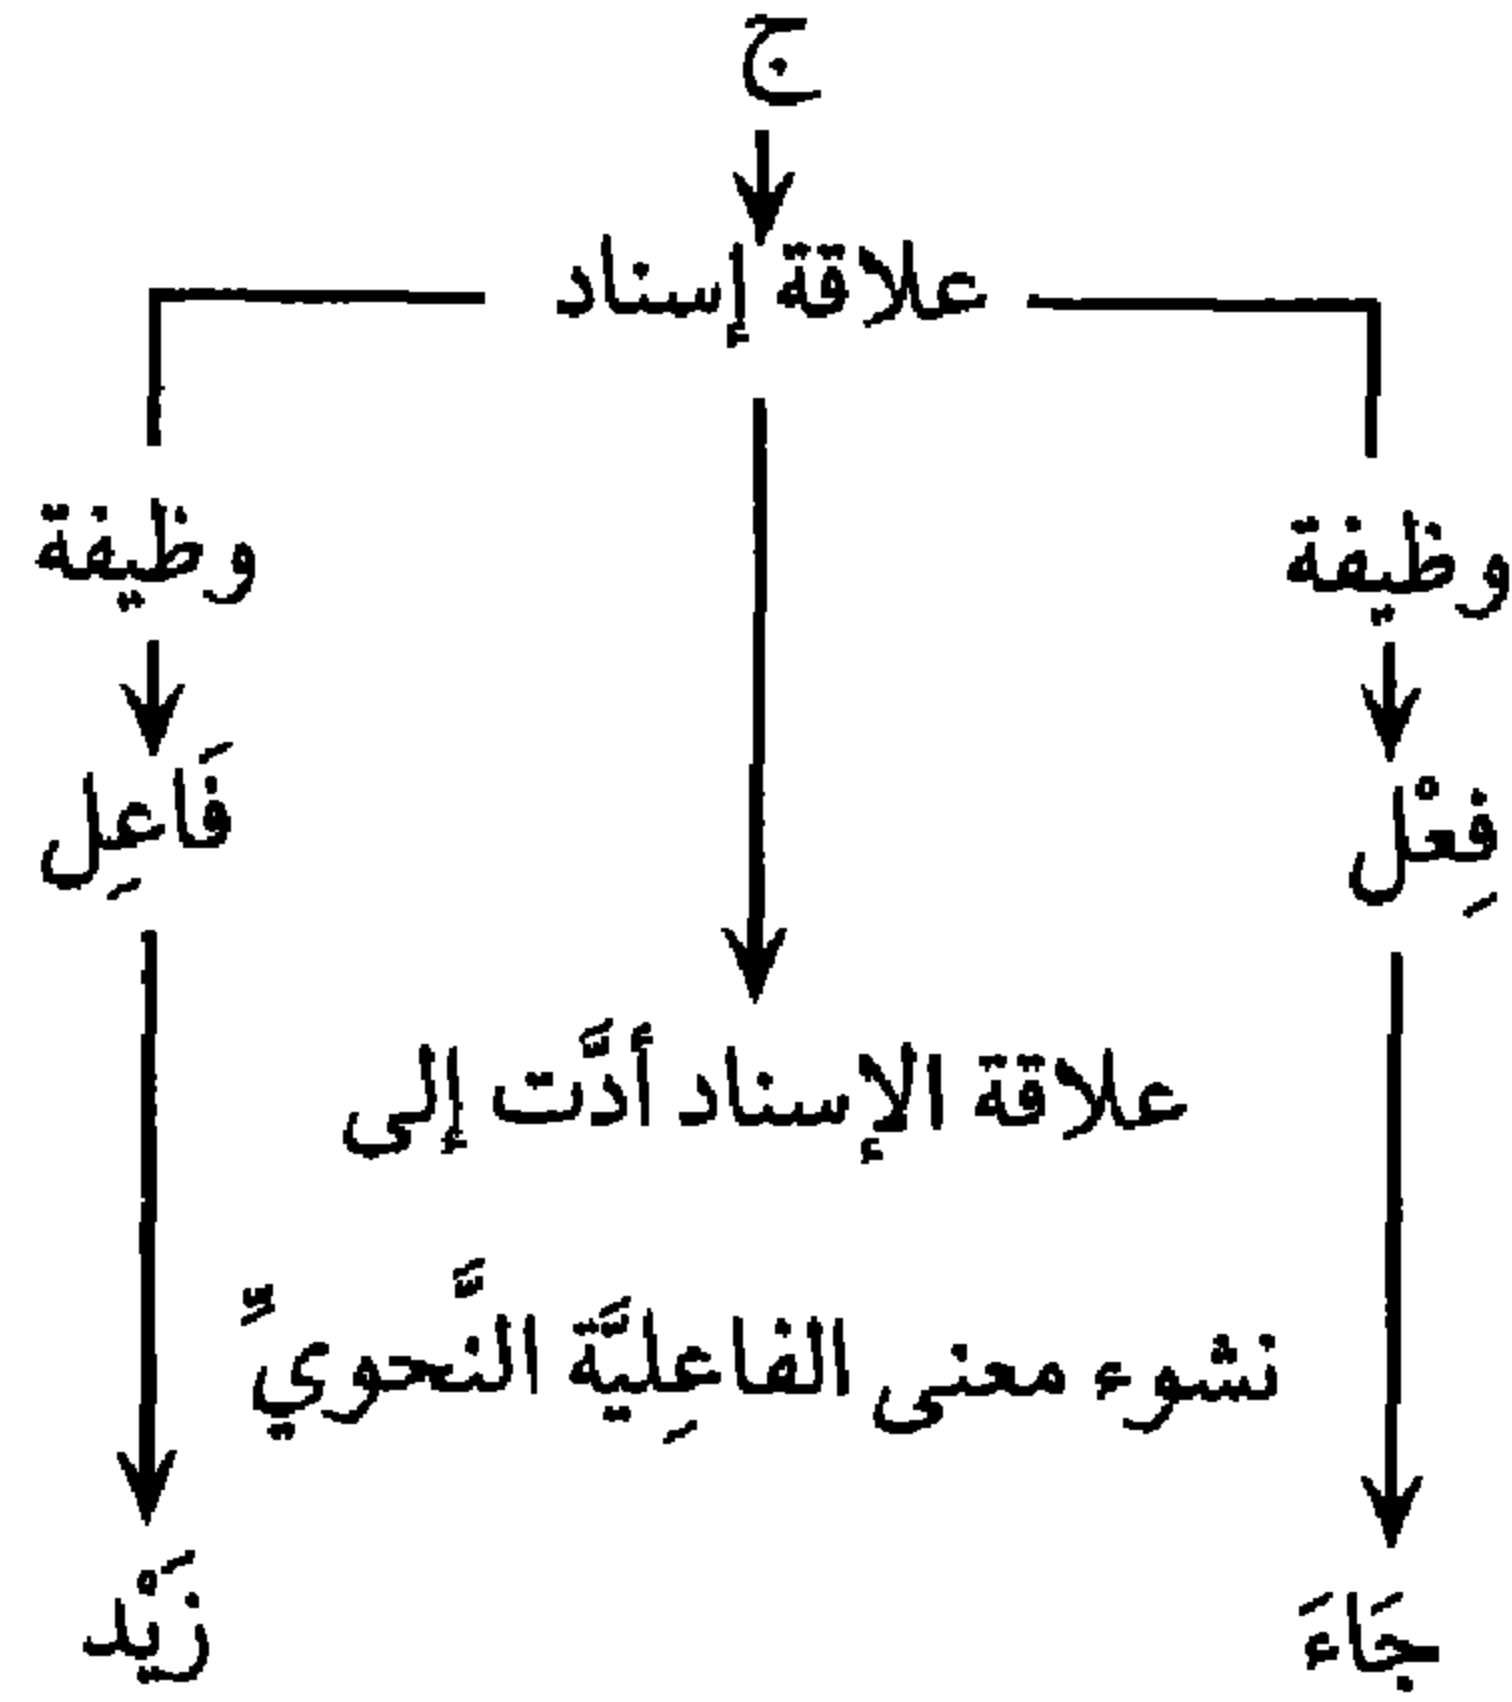 ج
علاقة إسناد
وظيفة
وظيفة
فِعْل
فَاعِل
علاقة الإسناد أدَّت إلى
نشوء معنى الفاعِليَّة النَّحويِّ
جَاءَ
زَيْد